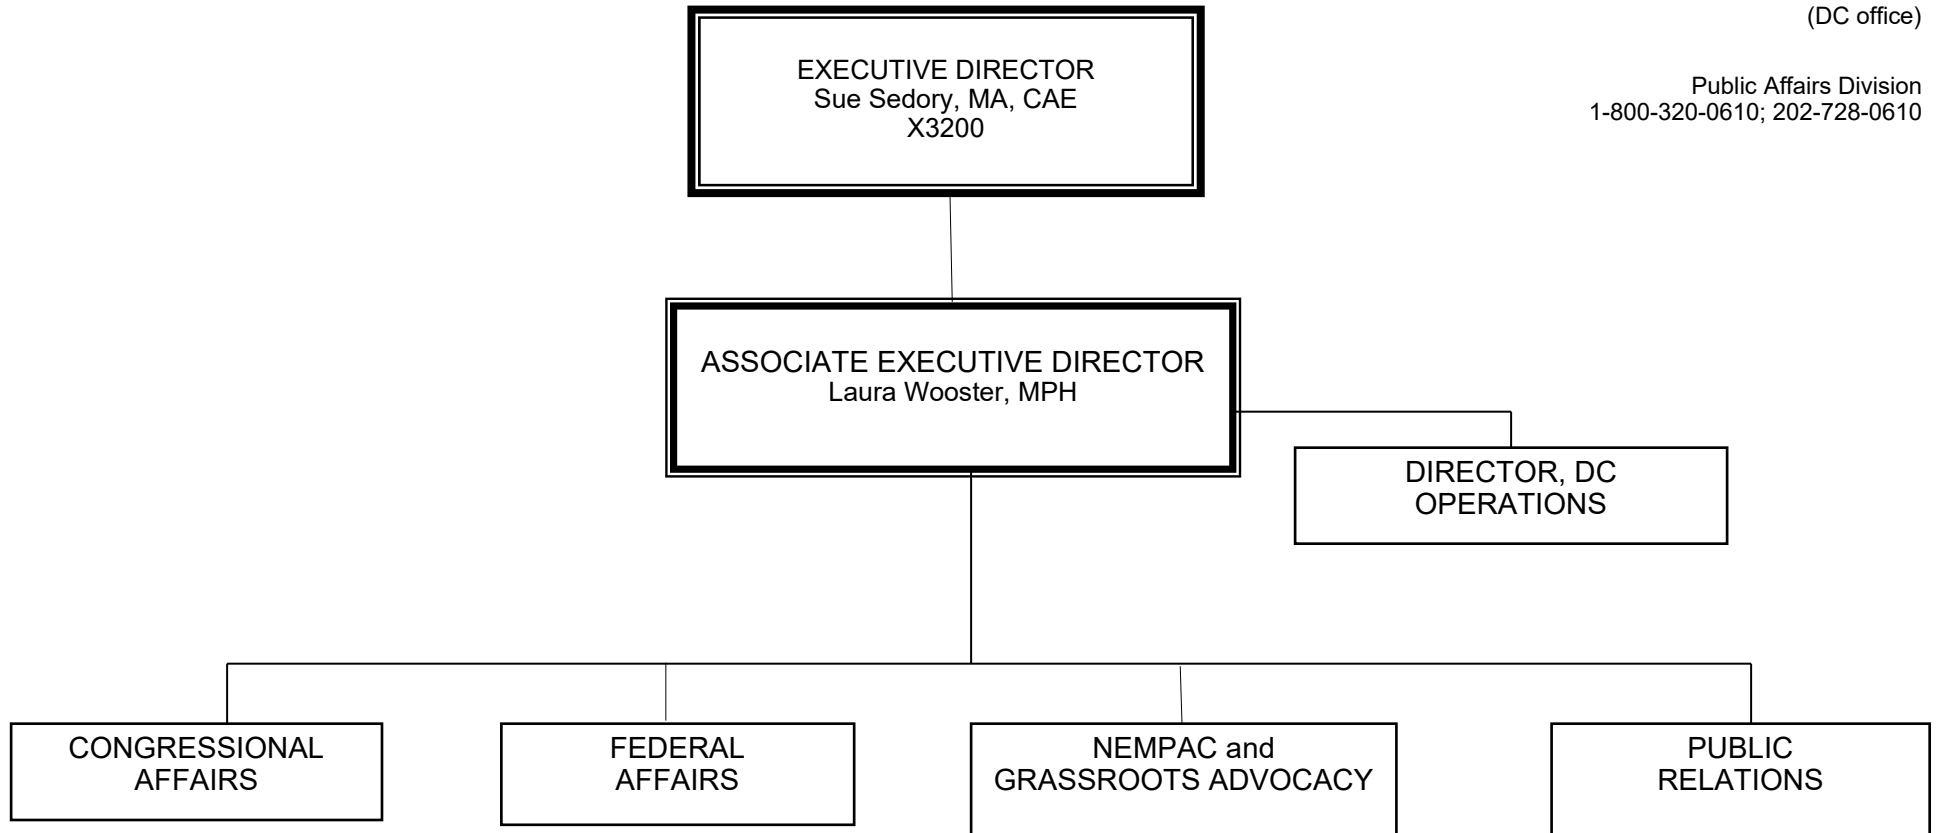 (DC office)
Public Affairs Division
1-800-320-0610; 202-728-0610
EXECUTIVE DIRECTOR
Sue Sedory, MA, CAE
X3200
ASSOCIATE EXECUTIVE DIRECTOR
Laura Wooster, MPH
DIRECTOR, DC
OPERATIONS
CONGRESSIONAL
AFFAIRS
FEDERAL
AFFAIRS
NEMPAC and
GRASSROOTS ADVOCACY
PUBLIC
RELATIONS